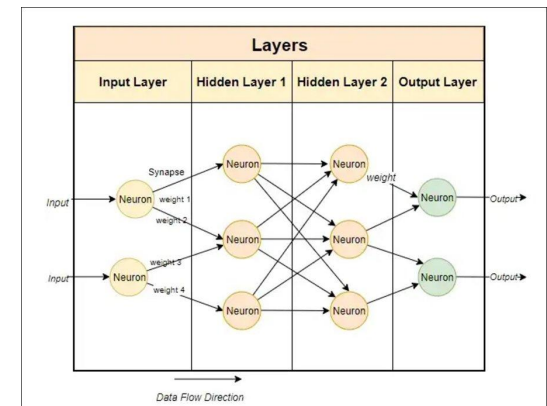 Layers
Input Layer
Hidden Layer 1
Hidden Layer 2
Output Layer
Synapse
Neuron
Neuron
weight
Input
Neuron
weight 1
Neuron
Output
weight 2
Neuron
Neuron
weight 3
Input
Neuron
Neuron
Output
weight 4
Neuron
Neuron
Data Flow Direction